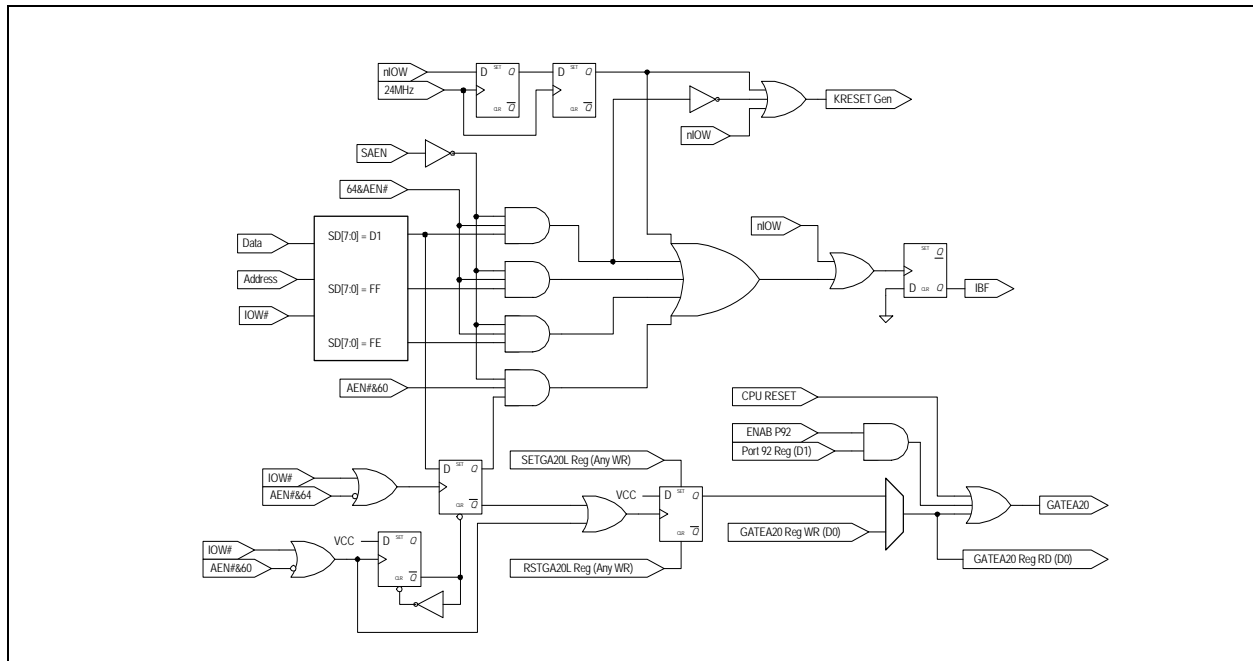 nIOW
24MHz
D SET Q
CLR Q
D SET Q
CLR Q
KRESET Gen
nIOW
SAEN
64&AEN#
Data
Address
IOW#
SD[7:0] = D1
SD[7:0] = FF
SD[7:0] = FE
nIOW
SET Q
D CLR Q
IBF
AEN#&60
CPU RESET
ENAB P92
Port 92 Reg (D1)
GATEA20
IOW#
AEN#&64
D SET Q
CLR Q
SETGA20L Reg (Any WR)
VCC
D SET Q
CLR Q
RSTGA20L Reg (Any WR)
GATEA20 Reg WR (D0)
GATEA20 Reg RD (D0)
IOW#
AEN#&60
VCC
D SET Q
CLR Q